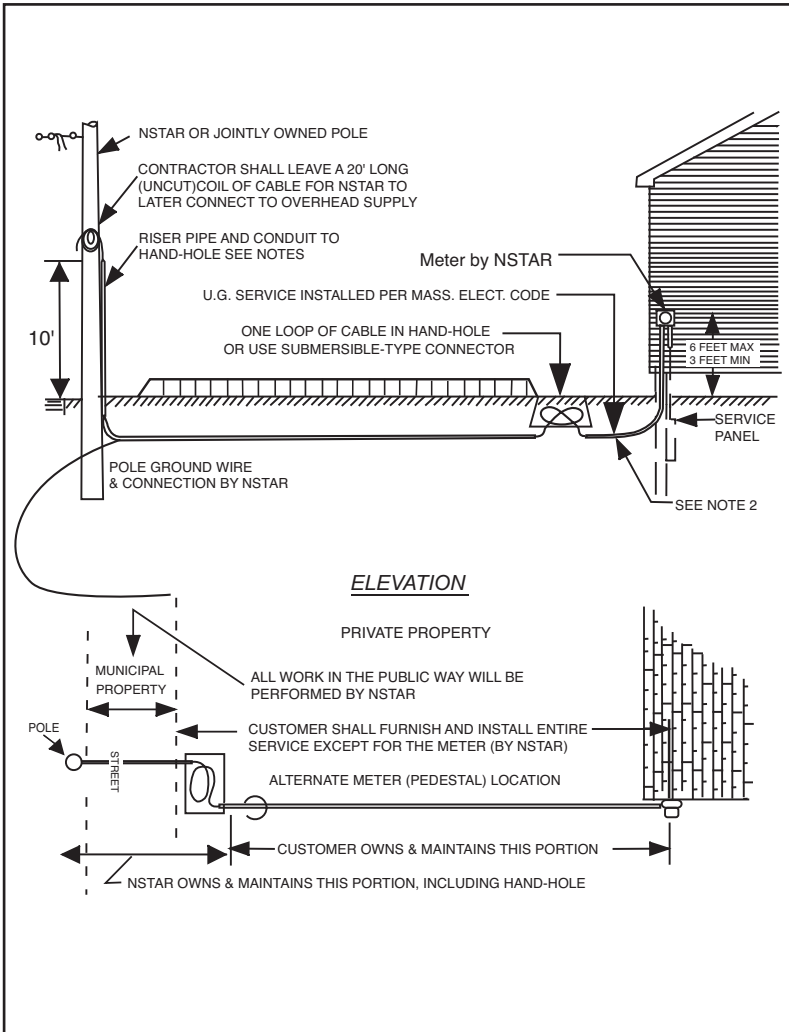 NSTAR OR JOINTLY OWNED POLE
CONTRACTOR SHALL LEAVE A 20' LONG
(UNCUT)COIL OF CABLE FOR NSTAR TO
LATER CONNECT TO OVERHEAD SUPPLY
RISER PIPE AND CONDUIT TO
HAND-HOLE SEE NOTES
Meter by NSTAR
U.G. SERVICE INSTALLED PER MASS. ELECT. CODE
10'
ONE LOOP OF CABLE IN HAND-HOLE
OR USE SUBMERSIBLE-TYPE CONNECTOR
6 FEET MAX
3 FEET MIN
SERVICE
PANEL
POLE GROUND WIRE
& CONNECTION BY NSTAR
SEE NOTE 2
ELEVATION
PRIVATE PROPERTY
MUNICIPAL
PROPERTY
ALL WORK IN THE PUBLIC WAY WILL BE
PERFORMED BY NSTAR
POLE
CUSTOMER SHALL FURNISH AND INSTALL ENTIRE
SERVICE EXCEPT FOR THE METER (BY NSTAR)
STREET
ALTERNATE METER (PEDESTAL) LOCATION
CUSTOMER OWNS & MAINTAINS THIS PORTION
NSTAR OWNS & MAINTAINS THIS PORTION, INCLUDING HAND-HOLE